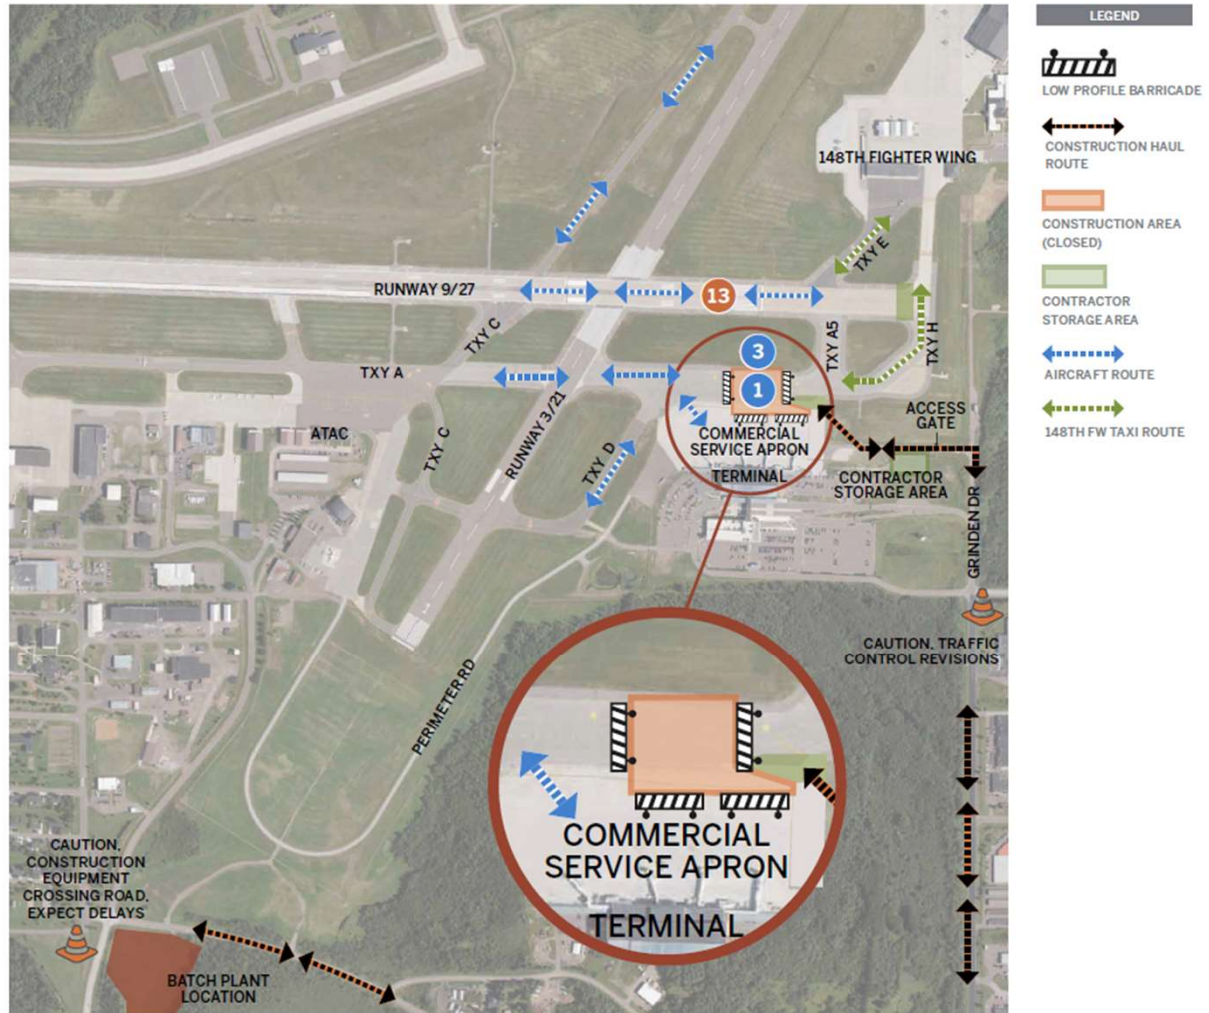 LEGEND
LOW PROFILE BARRICADE
CONSTRUCTION HAUL
ROUTE
CONSTRUCTION AREA
(CLOSED)
CONTRACTOR
STORAGE AREA
AIRCRAFT ROUTE
148TH FW TAXI ROUTE
148TH FIGHTER WING
TXY E
RUNWAY 9/27
13
TXY C
TXY A5
TXY H
3
TXY A
1
ACCESS
GATE
ATAC
TXY C
RUNWAY 3/21
TXY D
COMMERCIAL
SERVICE APRON
TERMINAL
CONTRACTOR
STORAGE AREA
GRINDEN DR
CAUTION, TRAFFIC
CONTROL REVISIONS
PERIMETER RD
COMMERCIAL
SERVICE APRON
TERMINAL
CAUTION,
CONSTRUCTION
EQUIPMENT
CROSSING ROAD,
EXPECT DELAYS
BATCH PLANT
LOCATION